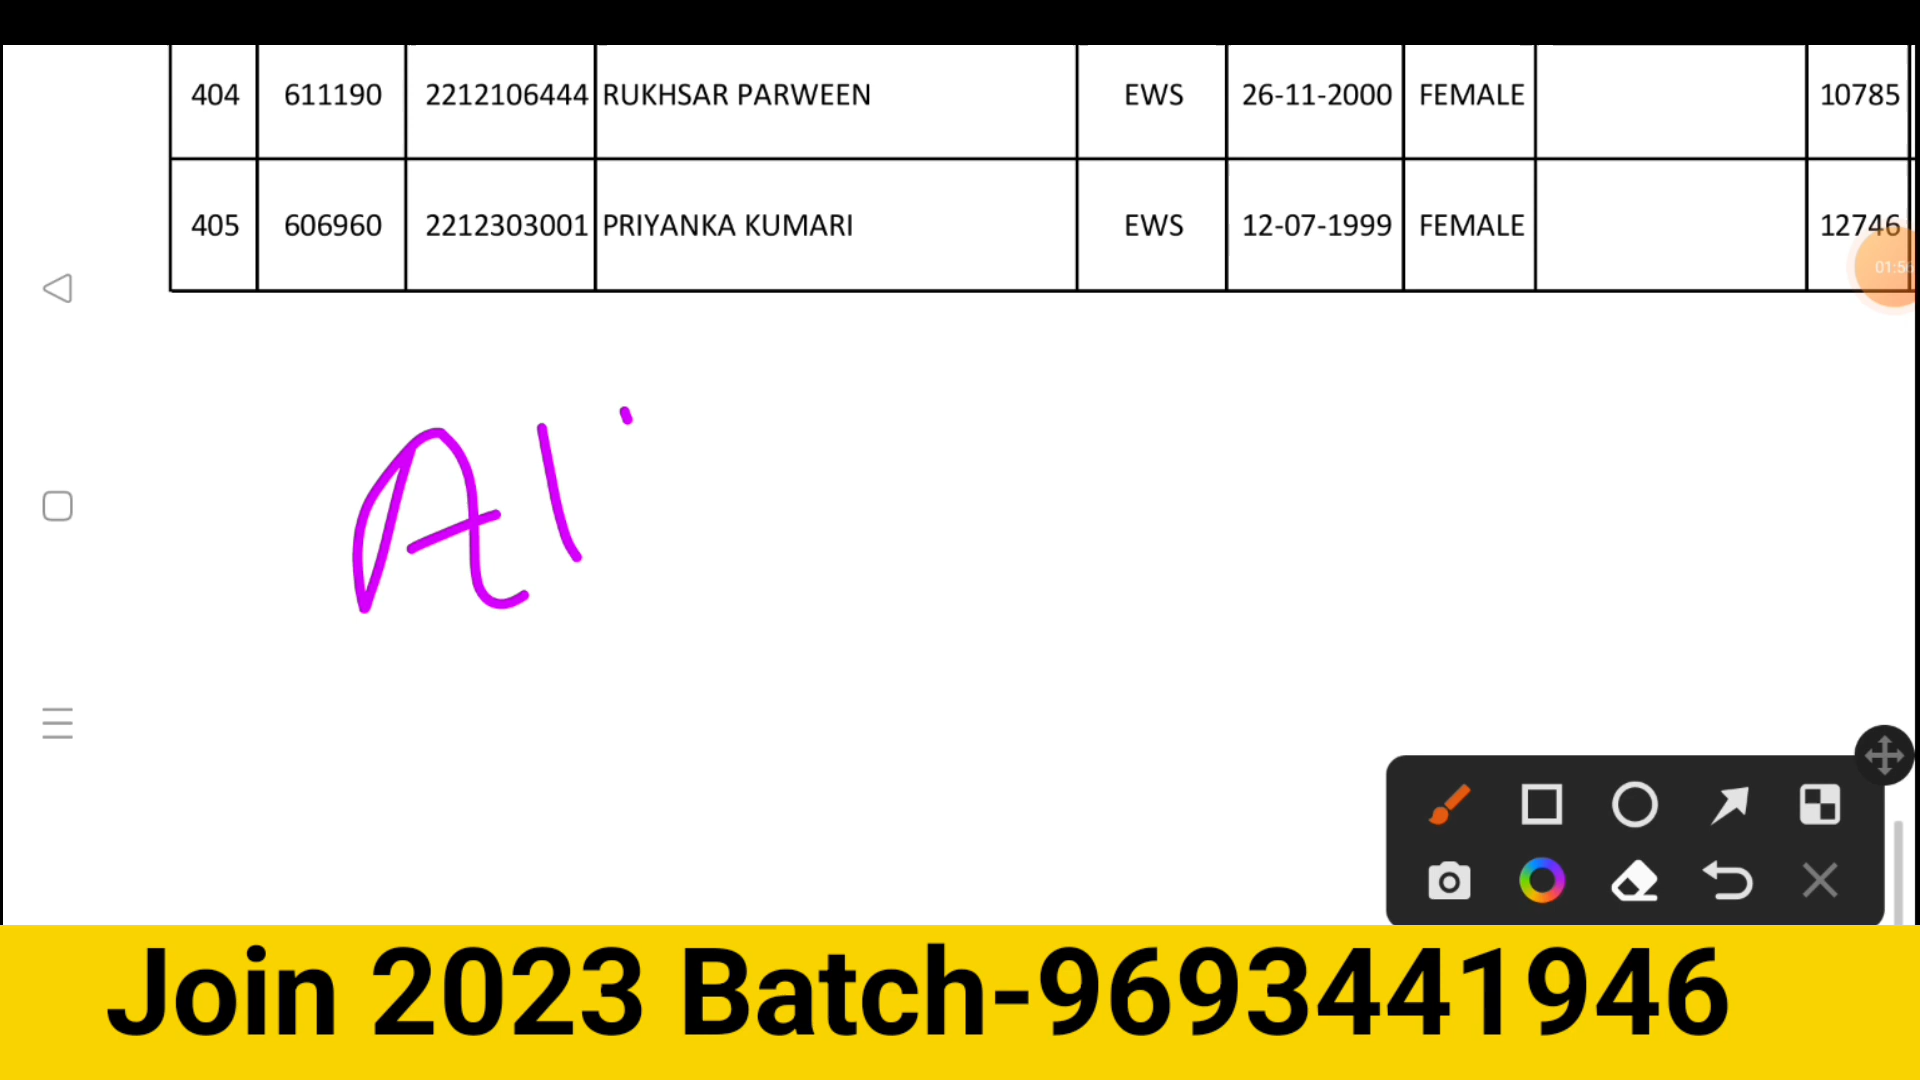 404 611190 2212106444 RUKHSAR PARWEEN EWS 26-11-2000 FEMALE 10785
405 606960 2212303001 PRIYANKA KUMARI EWS 12-07-1999 FEMALE 12746
Join 2023 Batch-9693441946